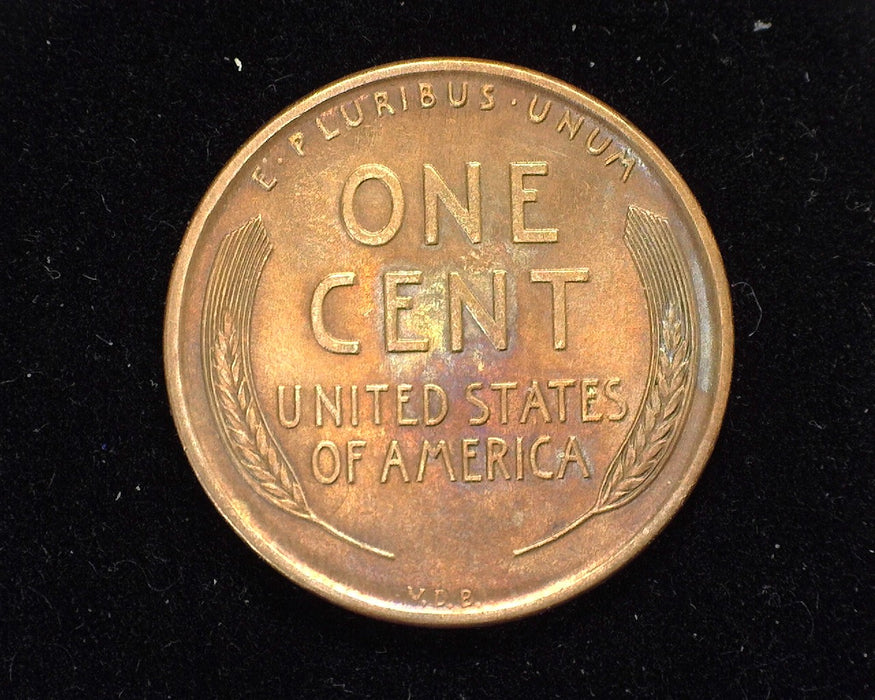 E · PLURIBUS · UNUM
ONE
CENT
UNITED STATES
OF AMERICA
V.D.B.